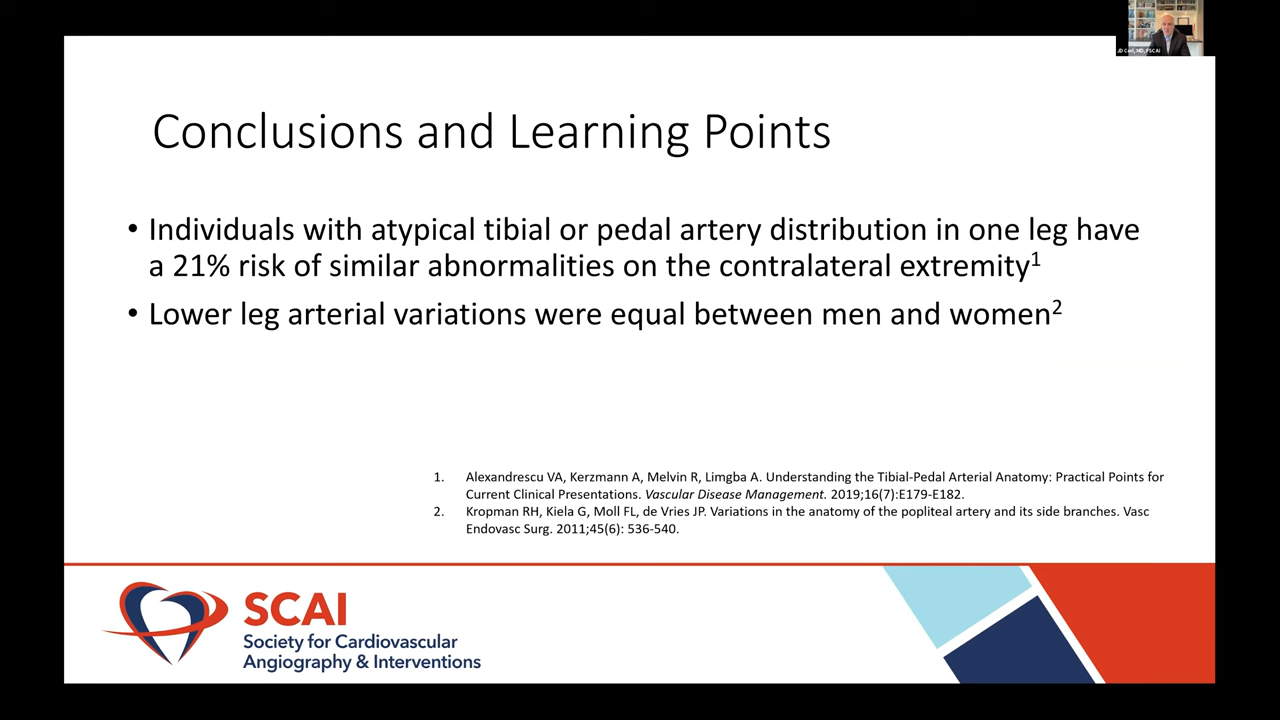 JD Corl, MD, FSCAI
Conclusions and Learning Points
• Individuals with atypical tibial or pedal artery distribution in one leg have
a 21% risk of similar abnormalities on the contralateral extremity1
• Lower leg arterial variations were equal between men and women2
1. Alexandrescu VA, Kerzmann A, Melvin R, Limgba A. Understanding the Tibial-Pedal Arterial Anatomy: Practical Points for
Current Clinical Presentations. Vascular Disease Management. 2019;16(7):E179-E182.
2. Kropman RH, Kiela G, Moll FL, de Vries JP. Variations in the anatomy of the popliteal artery and its side branches. Vasc
Endovasc Surg. 2011;45(6): 536-540.
SCAI
Society for Cardiovascular
Angiography & Interventions